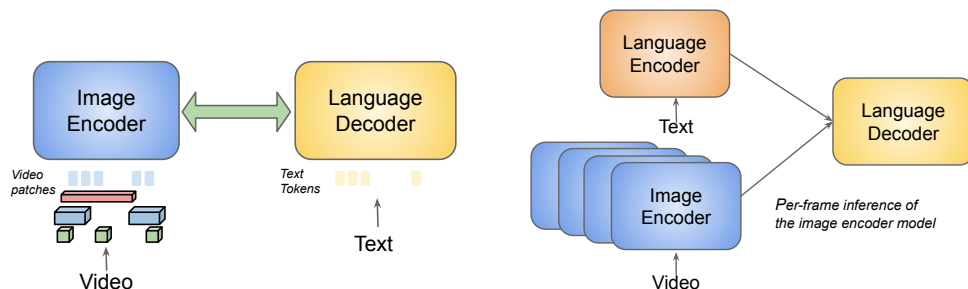 Image
Encoder
Language
Decoder
Video
patches
Text
Tokens
Video
Text
Language
Encoder
Text
Language
Decoder
Image
Encoder
Per-frame inference of
the image encoder model
Video